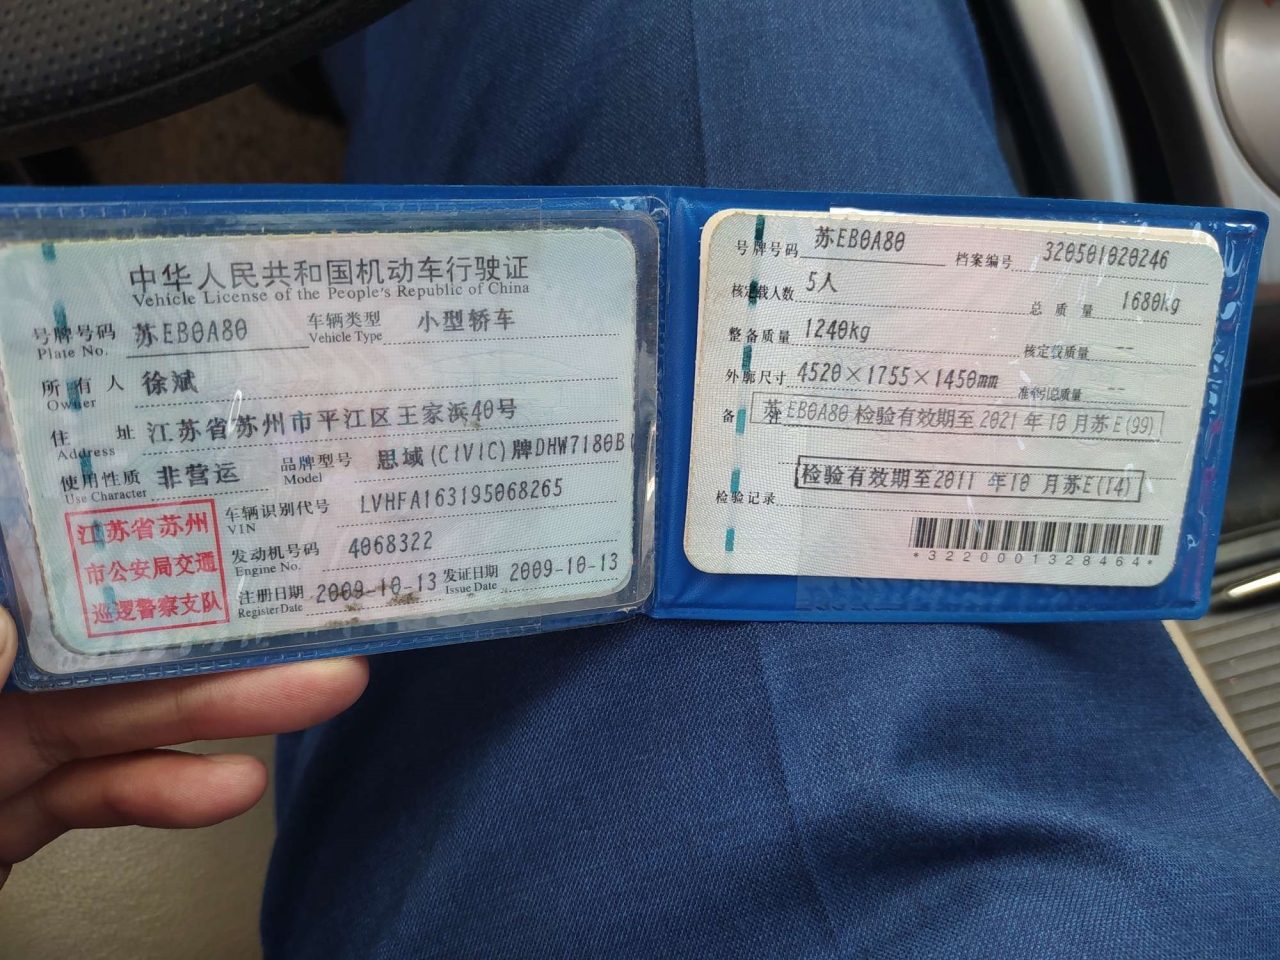 中华人民共和国机动车行驶证
Vehicle License of the People's Republic of China
号牌号码 苏EB0A80 车辆类型 小型轿车
Plate No. Vehicle Type
所有人 徐斌
Owner
住址 江苏省苏州市平江区王家浜40号
Address
使用性质 非营运 品牌型号 思域(CIVIC)牌DHW7180B
Use Character Model
江苏省苏州
市公安局交通
巡逻警察支队
车辆识别代号 LVHFA163195068265
VIN
发动机号码 4068322
Engine No.
注册日期 2009-10-13 发证日期 2009-10-13
Register Date Issue Date
号牌号码 苏EB0A80 档案编号 320501020246
核定载人数 5人 总质量 1680kg
整备质量 1240kg 核定载质量 --
外廓尺寸 4520×1755×1450mm 准牵引总质量 --
备 苏EB0A80 检验有效期至2021年10月苏E(99)
检验有效期至2011年10月苏E(T4)
检验记录
*3220001328464*